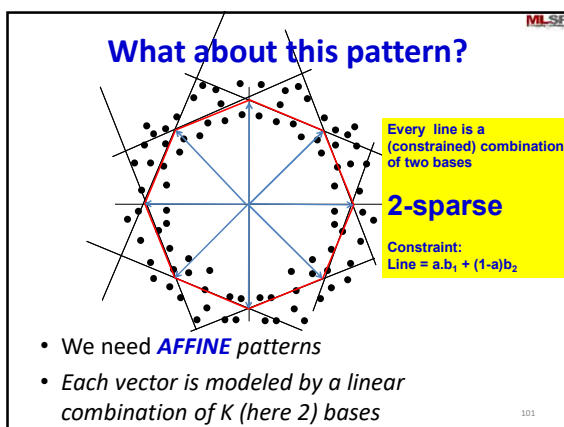 MLSP
What about this pattern?
Every line is a
(constrained) combination
of two bases
2-sparse
Constraint:
Line = a.b₁ + (1-a)b₂
• We need AFFINE patterns
• Each vector is modeled by a linear
combination of K (here 2) bases
101